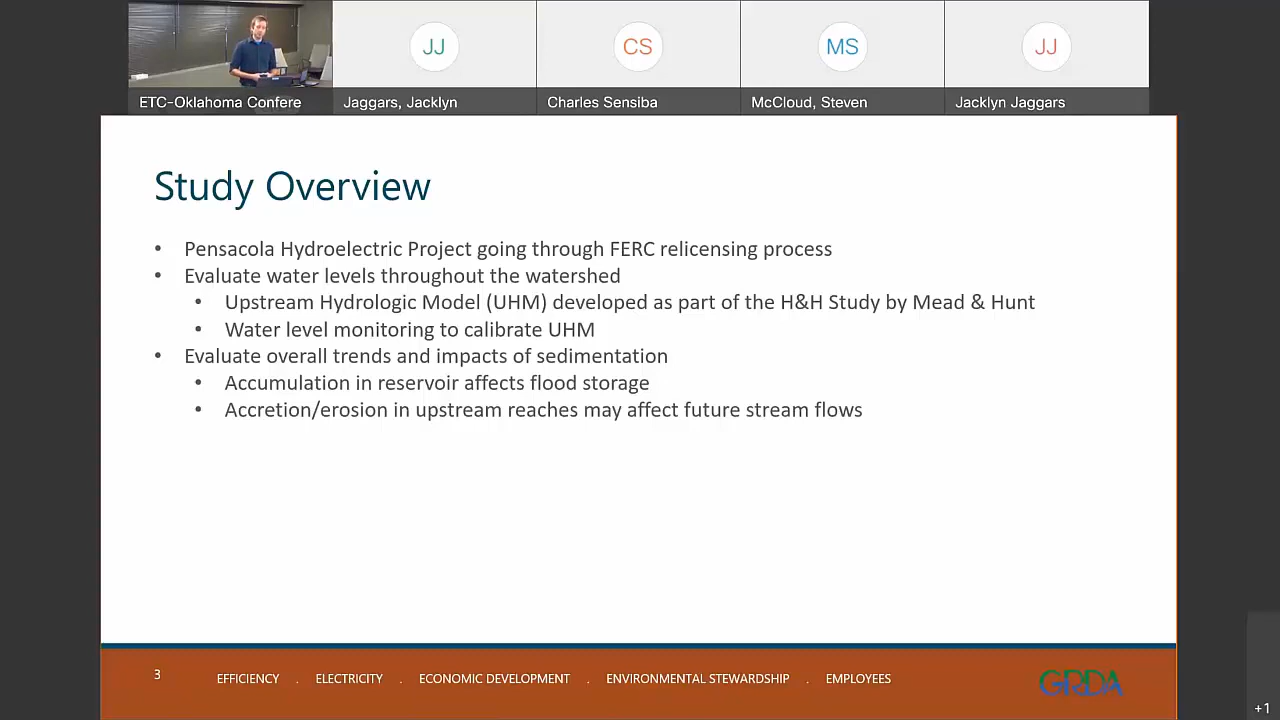 JJ
CS
MS
JJ
ETC-Oklahoma Confere
Jaggars, Jacklyn
Charles Sensiba
McCloud, Steven
Jacklyn Jaggars
Study Overview
• Pensacola Hydroelectric Project going through FERC relicensing process
• Evaluate water levels throughout the watershed
• Upstream Hydrologic Model (UHM) developed as part of the H&H Study by Mead & Hunt
• Water level monitoring to calibrate UHM
• Evaluate overall trends and impacts of sedimentation
• Accumulation in reservoir affects flood storage
• Accretion/erosion in upstream reaches may affect future stream flows
3
EFFICIENCY . ELECTRICITY . ECONOMIC DEVELOPMENT . ENVIRONMENTAL STEWARDSHIP . EMPLOYEES
GRDA
+1